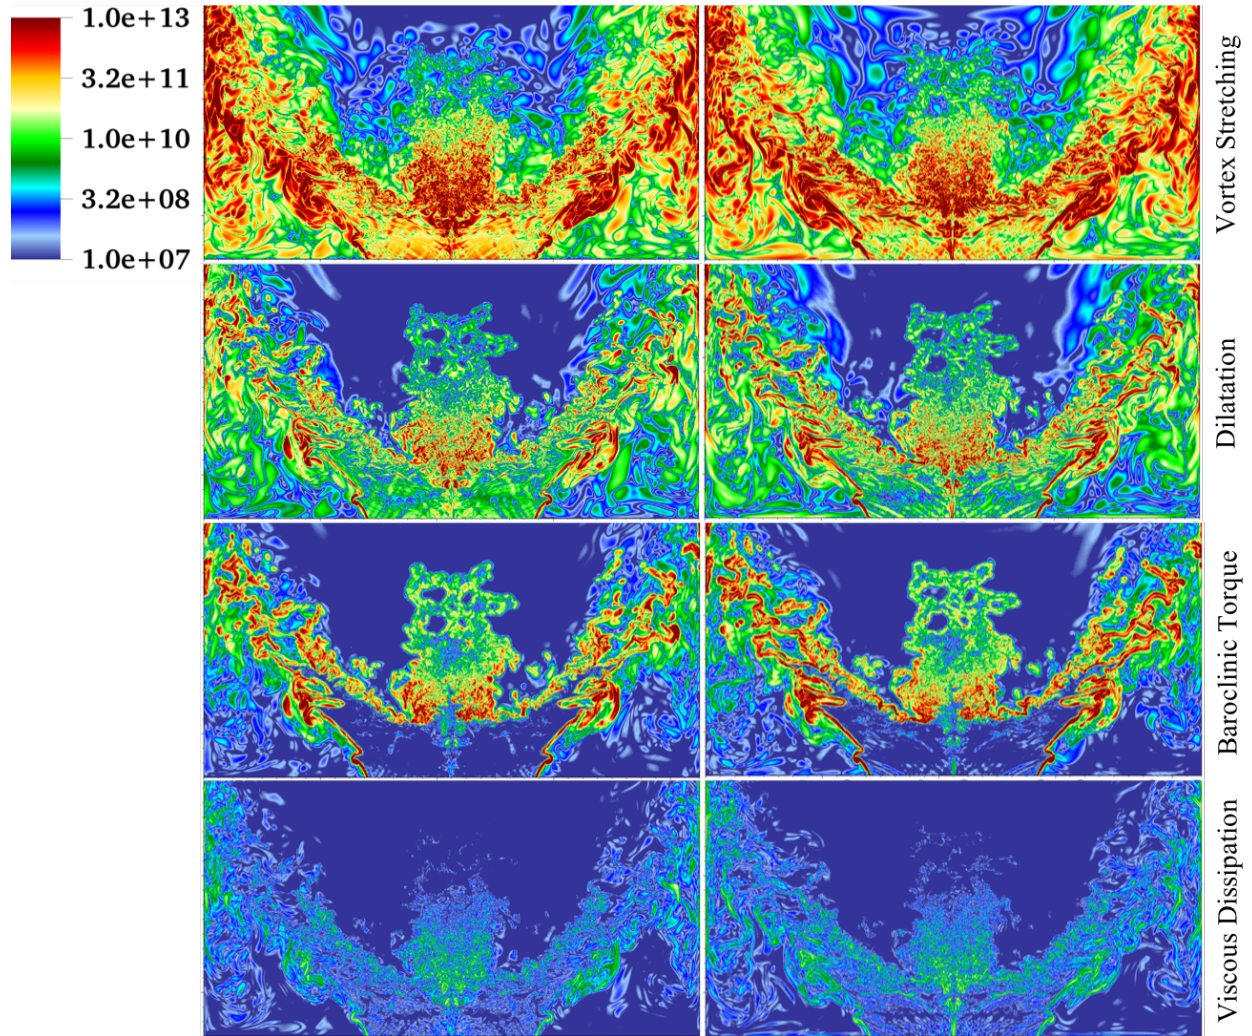 1.0e+13
3.2e+11
1.0e+10
3.2e+08
1.0e+07
Vortex Stretching
Dilatation
Baroclinic Torque
Viscous Dissipation